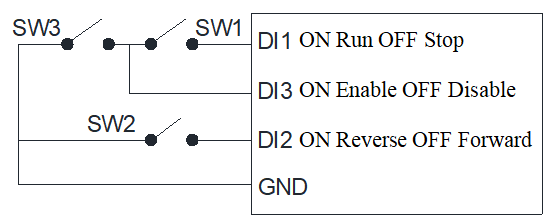 SW3
SW1
DI1 ON Run OFF Stop
DI3 ON Enable OFF Disable
SW2
DI2 ON Reverse OFF Forward
GND